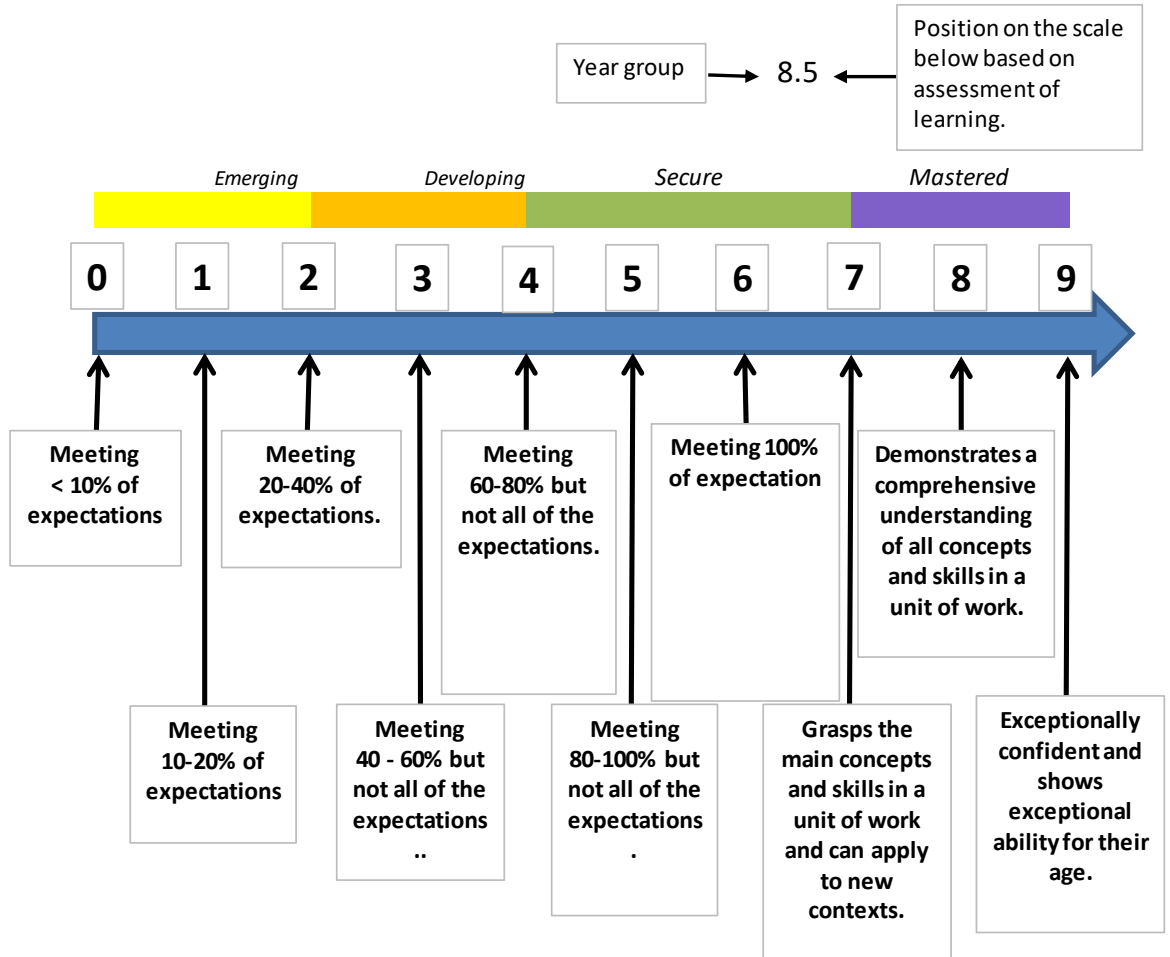 Year group
8.5
Position on the scale
below based on
assessment of
learning.
Emerging
Developing
Secure
Mastered
0
1
2
3
4
5
6
7
8
9
Meeting
< 10% of
expectations
Meeting
20-40% of
expectations.
Meeting
60-80% but
not all of the
expectations.
Meeting 100%
of expectation
Demonstrates a
comprehensive
understanding
of all concepts
and skills in a
unit of work.
Meeting
10-20% of
expectations
Meeting
40 - 60% but
not all of the
expectations
..
Meeting
80-100% but
not all of the
expectations
.
Grasps the
main concepts
and skills in a
unit of work
and can apply
to new
contexts.
Exceptionally
confident and
shows
exceptional
ability for their
age.